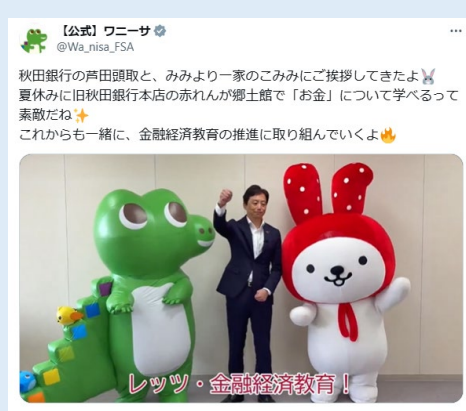 【公式】ワニーサ
@Wa_nisa_FSA
秋田銀行の芦田頭取と、みみより一家のこみみにご挨拶してきたよ🐰
夏休みに旧秋田銀行本店の赤れんが郷土館で「お金」について学べるって
素敵だね✨
これからも一緒に、金融経済教育の推進に取り組んでいくよ🔥
レッツ・金融経済教育！